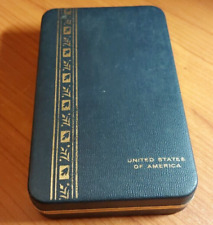 UNITED STATES
OF AMERICA